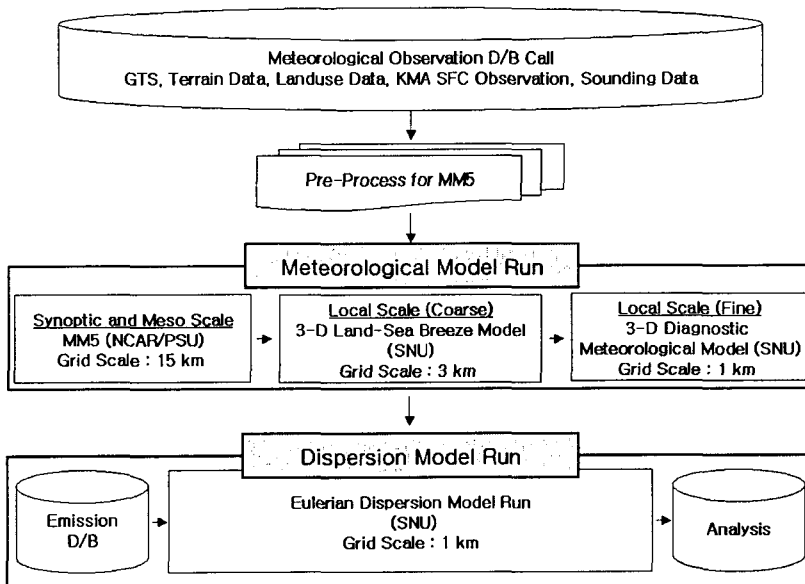 Meteorological Observation D/B Call
GTS, Terrain Data, Landuse Data, KMA SFC Observation, Sounding Data
Pre-Process for MM5
Meteorological Model Run
Synoptic and Meso Scale
MM5 (NCAR/PSU)
Grid Scale : 15 km
Local Scale (Coarse)
3-D Land-Sea Breeze Model
(SNU)
Grid Scale : 3 km
Local Scale (Fine)
3-D Diagnostic
Meteorological Model (SNU)
Grid Scale : 1 km
Dispersion Model Run
Emission
D/B
Eulerian Dispersion Model Run
(SNU)
Grid Scale : 1 km
Analysis